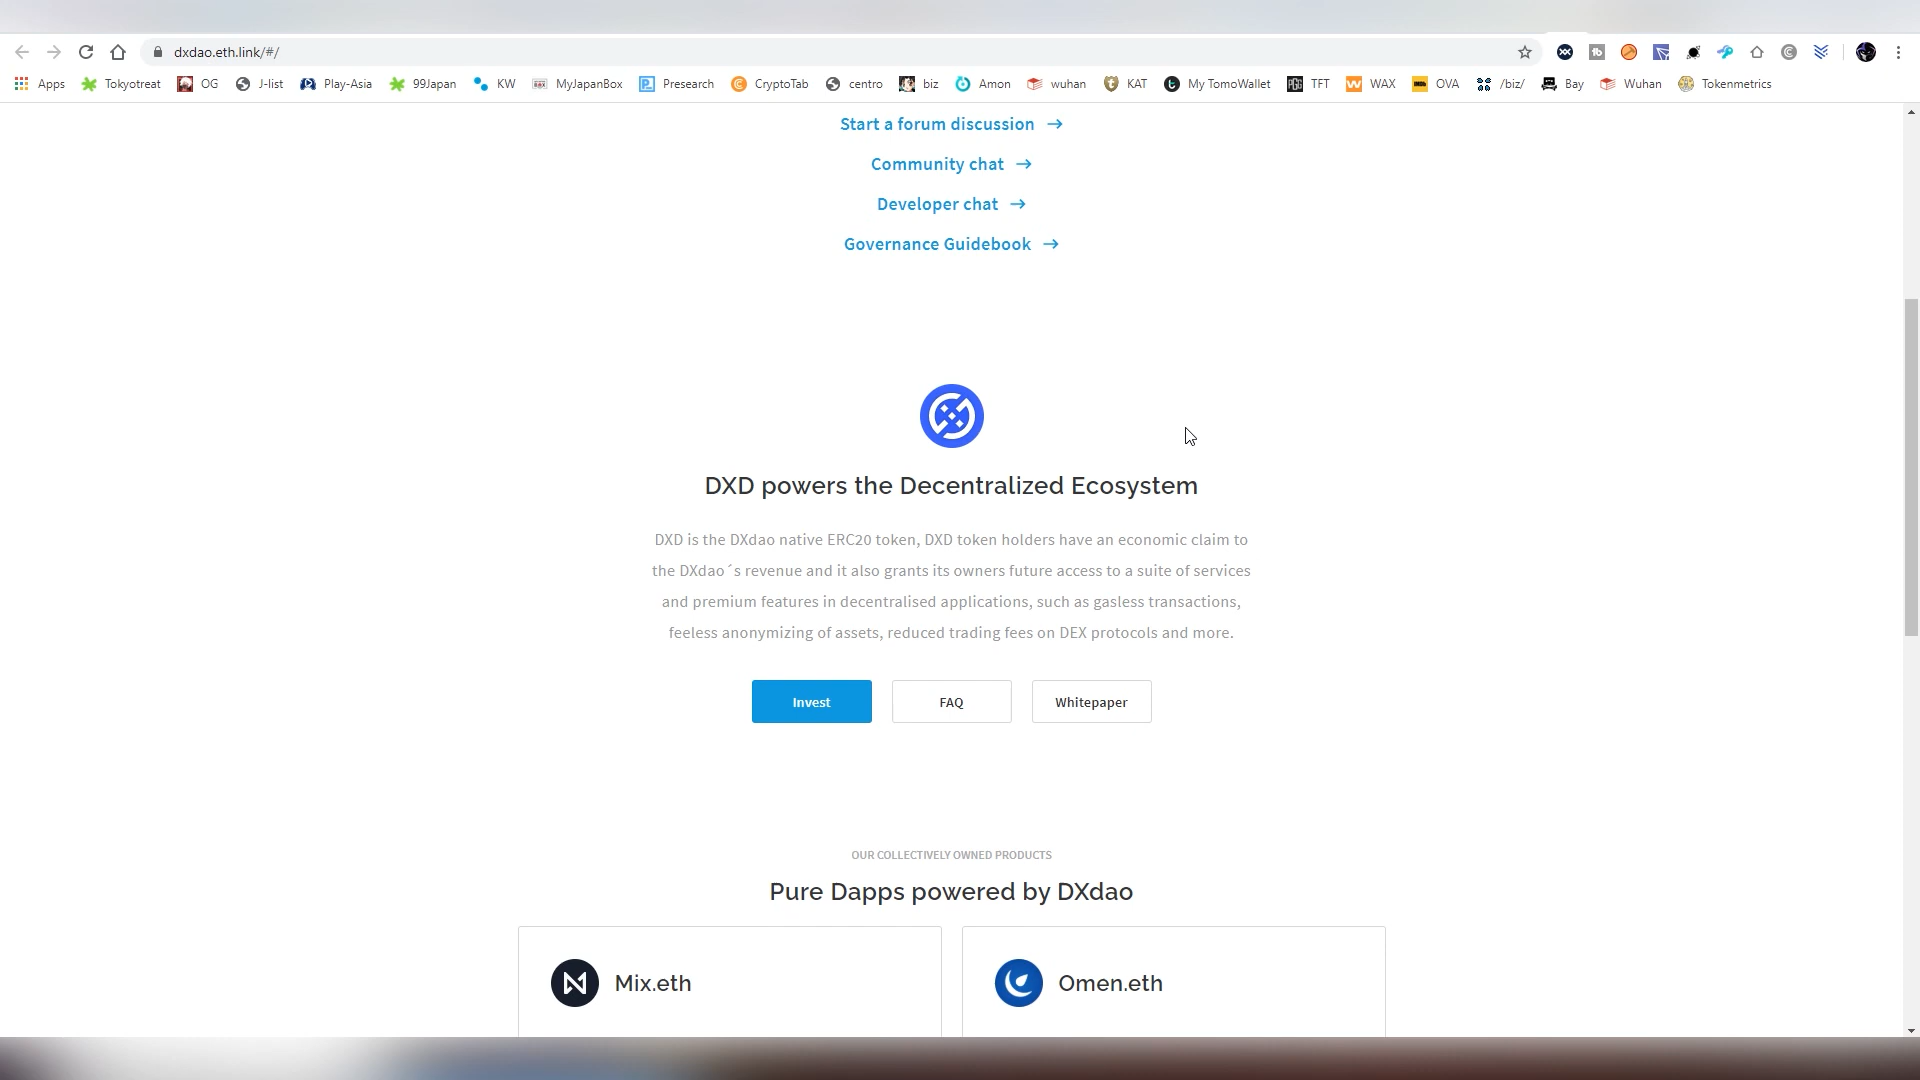 dxdao.eth.link/#/
Apps Tokyotreat OG J-list Play-Asia 99Japan KW MyJapanBox Presearch CryptoTab centro biz Amon wuhan KAT My TomoWallet TFT WAX OVA /biz/ Bay Wuhan Tokenmetrics
Start a forum discussion →
Community chat →
Developer chat →
Governance Guidebook →
DXD powers the Decentralized Ecosystem
DXD is the DXdao native ERC20 token, DXD token holders have an economic claim to
the DXdao´s revenue and it also grants its owners future access to a suite of services
and premium features in decentralised applications, such as gasless transactions,
feeless anonymizing of assets, reduced trading fees on DEX protocols and more.
Invest FAQ Whitepaper
OUR COLLECTIVELY OWNED PRODUCTS
Pure Dapps powered by DXdao
Mix.eth Omen.eth